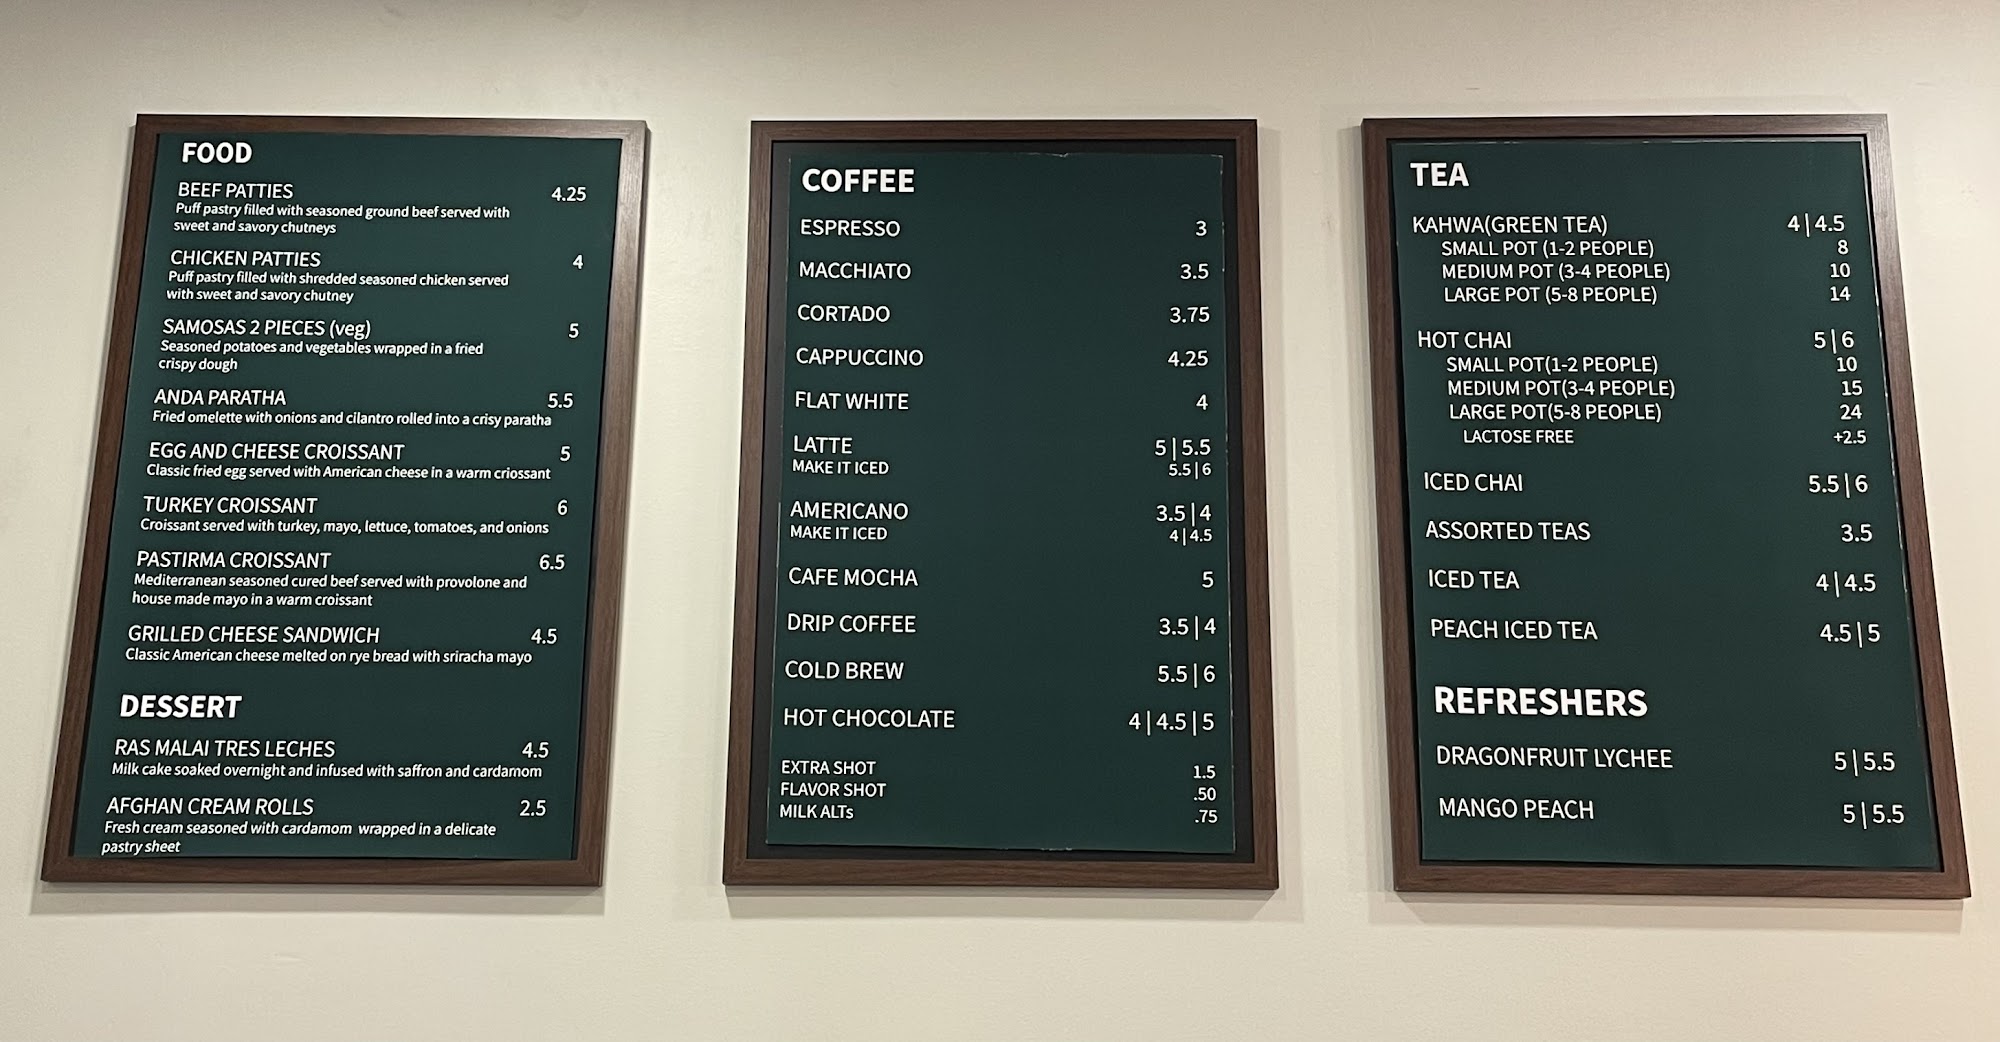 FOOD
BEEF PATTIES 4.25
Puff pastry filled with seasoned ground beef served with
sweet and savory chutneys
CHICKEN PATTIES 4
Puff pastry filled with shredded seasoned chicken served
with sweet and savory chutney
SAMOSAS 2 PIECES (veg) 5
Seasoned potatoes and vegetables wrapped in a fried
crispy dough
ANDA PARATHA 5.5
Fried omelette with onions and cilantro rolled into a crisy paratha
EGG AND CHEESE CROISSANT 5
Classic fried egg served with American cheese in a warm criossant
TURKEY CROISSANT 6
Croissant served with turkey, mayo, lettuce, tomatoes, and onions
PASTIRMA CROISSANT 6.5
Mediterranean seasoned cured beef served with provolone and
house made mayo in a warm croissant
GRILLED CHEESE SANDWICH 4.5
Classic American cheese melted on rye bread with sriracha mayo
DESSERT
RAS MALAI TRES LECHES 4.5
Milk cake soaked overnight and infused with saffron and cardamom
AFGHAN CREAM ROLLS 2.5
Fresh cream seasoned with cardamom wrapped in a delicate
pastry sheet
COFFEE
ESPRESSO 3
MACCHIATO 3.5
CORTADO 3.75
CAPPUCCINO 4.25
FLAT WHITE 4
LATTE 5|5.5
MAKE IT ICED 5.5|6
AMERICANO 3.5|4
MAKE IT ICED 4|4.5
CAFE MOCHA 5
DRIP COFFEE 3.5|4
COLD BREW 5.5|6
HOT CHOCOLATE 4|4.5|5
EXTRA SHOT 1.5
FLAVOR SHOT .50
MILK ALTs .75
TEA
KAHWA(GREEN TEA) 4|4.5
SMALL POT (1-2 PEOPLE) 8
MEDIUM POT (3-4 PEOPLE) 10
LARGE POT (5-8 PEOPLE) 14
HOT CHAI 5|6
SMALL POT(1-2 PEOPLE) 10
MEDIUM POT(3-4 PEOPLE) 15
LARGE POT(5-8 PEOPLE) 24
LACTOSE FREE +2.5
ICED CHAI 5.5|6
ASSORTED TEAS 3.5
ICED TEA 4|4.5
PEACH ICED TEA 4.5|5
REFRESHERS
DRAGONFRUIT LYCHEE 5|5.5
MANGO PEACH 5|5.5